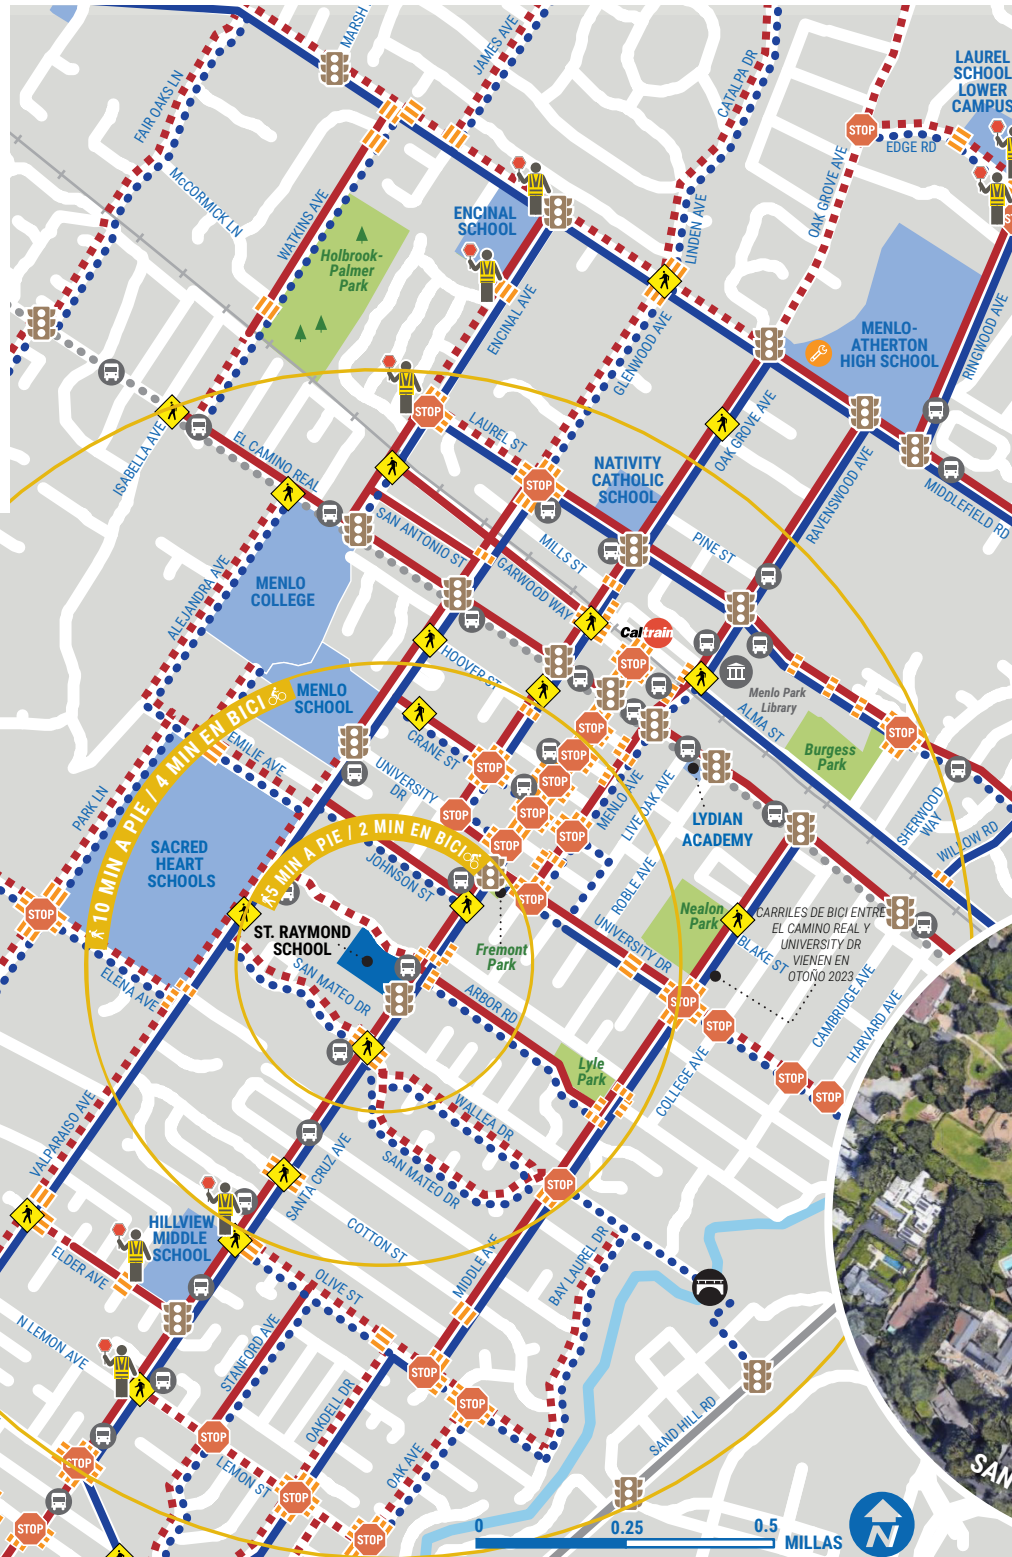 MARSH
JAMES AVE
CATALPA DR
LAUREL
SCHOOL
LOWER
CAMPUS
FAIR OAKS LN
STOP
EDGE RD
McCORMICK LN
WATKINS AVE
ENCINAL
SCHOOL
LINDEN AVE
OAK GROVE AVE
Holbrook-
Palmer
Park
ENCINAL AVE
GLENWOOD AVE
MENLO-
ATHERTON
HIGH SCHOOL
RINGWOOD AVE
STOP
LAUREL ST
OAK GROVE AVE
ISABELLA AVE
EL CAMINO REAL
NATIVITY
CATHOLIC
SCHOOL
STOP
RAVENSWOOD AVE
MIDDLEFIELD RD
SAN ANTONIO ST
MILLS ST
PINE ST
GARWOOD WAY
ALEJANDRA AVE
MENLO
COLLEGE
Caltrain
STOP
HOOVER ST
MENLO
SCHOOL
Menlo Park
Library
ALMA ST
Burgess
Park
STOP
CRANE ST
STOP
STOP
EMILIE AVE
UNIVERSITY
DR
STOP
STOP
MENLO AVE
LIVE OAK AVE
SHERWOOD
WAY
WILLOW RD
PARK LN
10 MIN A PIE / 4 MIN EN BICI
STOP
STOP
STOP
STOP
LYDIAN
ACADEMY
SACRED
HEART
SCHOOLS
5 MIN A PIE / 2 MIN EN BICI
JOHNSON ST
ROBLE AVE
STOP
STOP
Nealon
Park
CARRILES DE BICI ENTRE
EL CAMINO REAL Y
UNIVERSITY DR
VIENEN EN
OTOÑO 2023
ST. RAYMOND
SCHOOL
Fremont
Park
UNIVERSITY DR
BLAKE ST
ELENA AVE
SAN MATEO DR
ARBOR RD
STOP
STOP
CAMBRIDGE AVE
HARVARD AVE
Lyle
Park
COLLEGE AVE
STOP
STOP
VALPARAISO AVE
WALLEA DR
SAN MATEO DR
SANTA CRUZ AVE
STOP
HILLVIEW
MIDDLE
SCHOOL
COTTON ST
MIDDLE AVE
BAY LAUREL DR
ELDER AVE
OLIVE ST
N LEMON AVE
STANFORD AVE
STOP
STOP
OAKDELL DR
SAND HILL RD
STOP
STOP
LEMON ST
OAK AVE
STOP
STOP
STOP
SAN
0
0.25
0.5
MILLAS
N